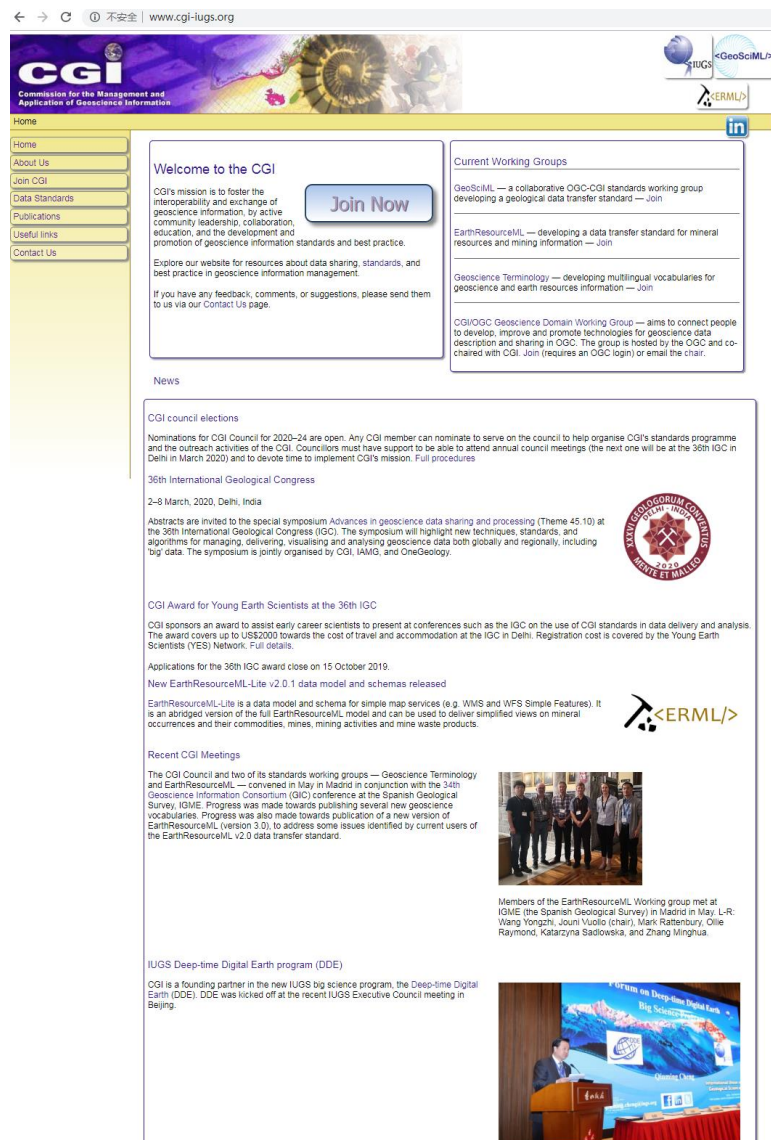 不安全 | www.cgi-iugs.org
CGI
Commission for the Management and
Application of Geoscience Information
IUGS
<GeoSciML/>
<ERML/>
Home
in
Home
About Us
Join CGI
Data Standards
Publications
Useful links
Contact Us
Welcome to the CGI
CGI's mission is to foster the
interoperability and exchange of
geoscience information, by active
community leadership, collaboration,
education, and the development and
promotion of geoscience information standards and best practice.
Join Now
Explore our website for resources about data sharing, standards, and
best practice in geoscience information management.
If you have any feedback, comments, or suggestions, please send them
to us via our Contact Us page.
Current Working Groups
GeoSciML — a collaborative OGC-CGI standards working group
developing a geological data transfer standard — Join
EarthResourceML — developing a data transfer standard for mineral
resources and mining information — Join
Geoscience Terminology — developing multilingual vocabularies for
geoscience and earth resources information — Join
CGI/OGC Geoscience Domain Working Group — aims to connect people
to develop, improve and promote technologies for geoscience data
description and sharing in OGC. The group is hosted by the OGC and co-
chaired with CGI. Join (requires an OGC login) or email the chair.
News
CGI council elections
Nominations for CGI Council for 2020–24 are open. Any CGI member can nominate to serve on the council to help organise CGI's standards programme
and the outreach activities of the CGI. Councillors must have support to be able to attend annual council meetings (the next one will be at the 36th IGC in
Delhi in March 2020) and to devote time to implement CGI's mission. Full procedures
36th International Geological Congress
2–8 March, 2020, Delhi, India
Abstracts are invited to the special symposium Advances in geoscience data sharing and processing (Theme 45.10) at
the 36th International Geological Congress (IGC). The symposium will highlight new techniques, standards, and
algorithms for managing, delivering, visualising and analysing geoscience data both globally and regionally, including
'big' data. The symposium is jointly organised by CGI, IAMG, and OneGeology.
XXXVI GEOLOGORUM CONVENTUS
DELHI - INDIA
2020
MENTE ET MALLEO
CGI Award for Young Earth Scientists at the 36th IGC
CGI sponsors an award to assist early career scientists to present at conferences such as the IGC on the use of CGI standards in data delivery and analysis.
The award covers up to US$2000 towards the cost of travel and accommodation at the IGC in Delhi. Registration cost is covered by the Young Earth
Scientists (YES) Network. Full details.
Applications for the 36th IGC award close on 15 October 2019.
New EarthResourceML-Lite v2.0.1 data model and schemas released
EarthResourceML-Lite is a data model and schema for simple map services (e.g. WMS and WFS Simple Features). It
is an abridged version of the full EarthResourceML model and can be used to deliver simplified views on mineral
occurrences and their commodities, mines, mining activities and mine waste products.
<ERML/>
Recent CGI Meetings
The CGI Council and two of its standards working groups — Geoscience Terminology
and EarthResourceML — convened in May in Madrid in conjunction with the 34th
Geoscience Information Consortium (GIC) conference at the Spanish Geological
Survey, IGME. Progress was made towards publishing several new geoscience
vocabularies. Progress was also made towards publication of a new version of
EarthResourceML (version 3.0), to address some issues identified by current users of
the EarthResourceML v2.0 data transfer standard.
Members of the EarthResourceML Working group met at
IGME (the Spanish Geological Survey) in Madrid in May. L-R:
Wang Yongzhi, Jouni Vuollo (chair), Mark Rattenbury, Ollie
Raymond, Katarzyna Sadlowska, and Zhang Minghua.
IUGS Deep-time Digital Earth program (DDE)
CGI is a founding partner in the new IUGS big science program, the Deep-time Digital
Earth (DDE). DDE was kicked off at the recent IUGS Executive Council meeting in
Beijing.
Forum on Deep-time Digital Earth
Big Science
DDE
Qiuming Cheng